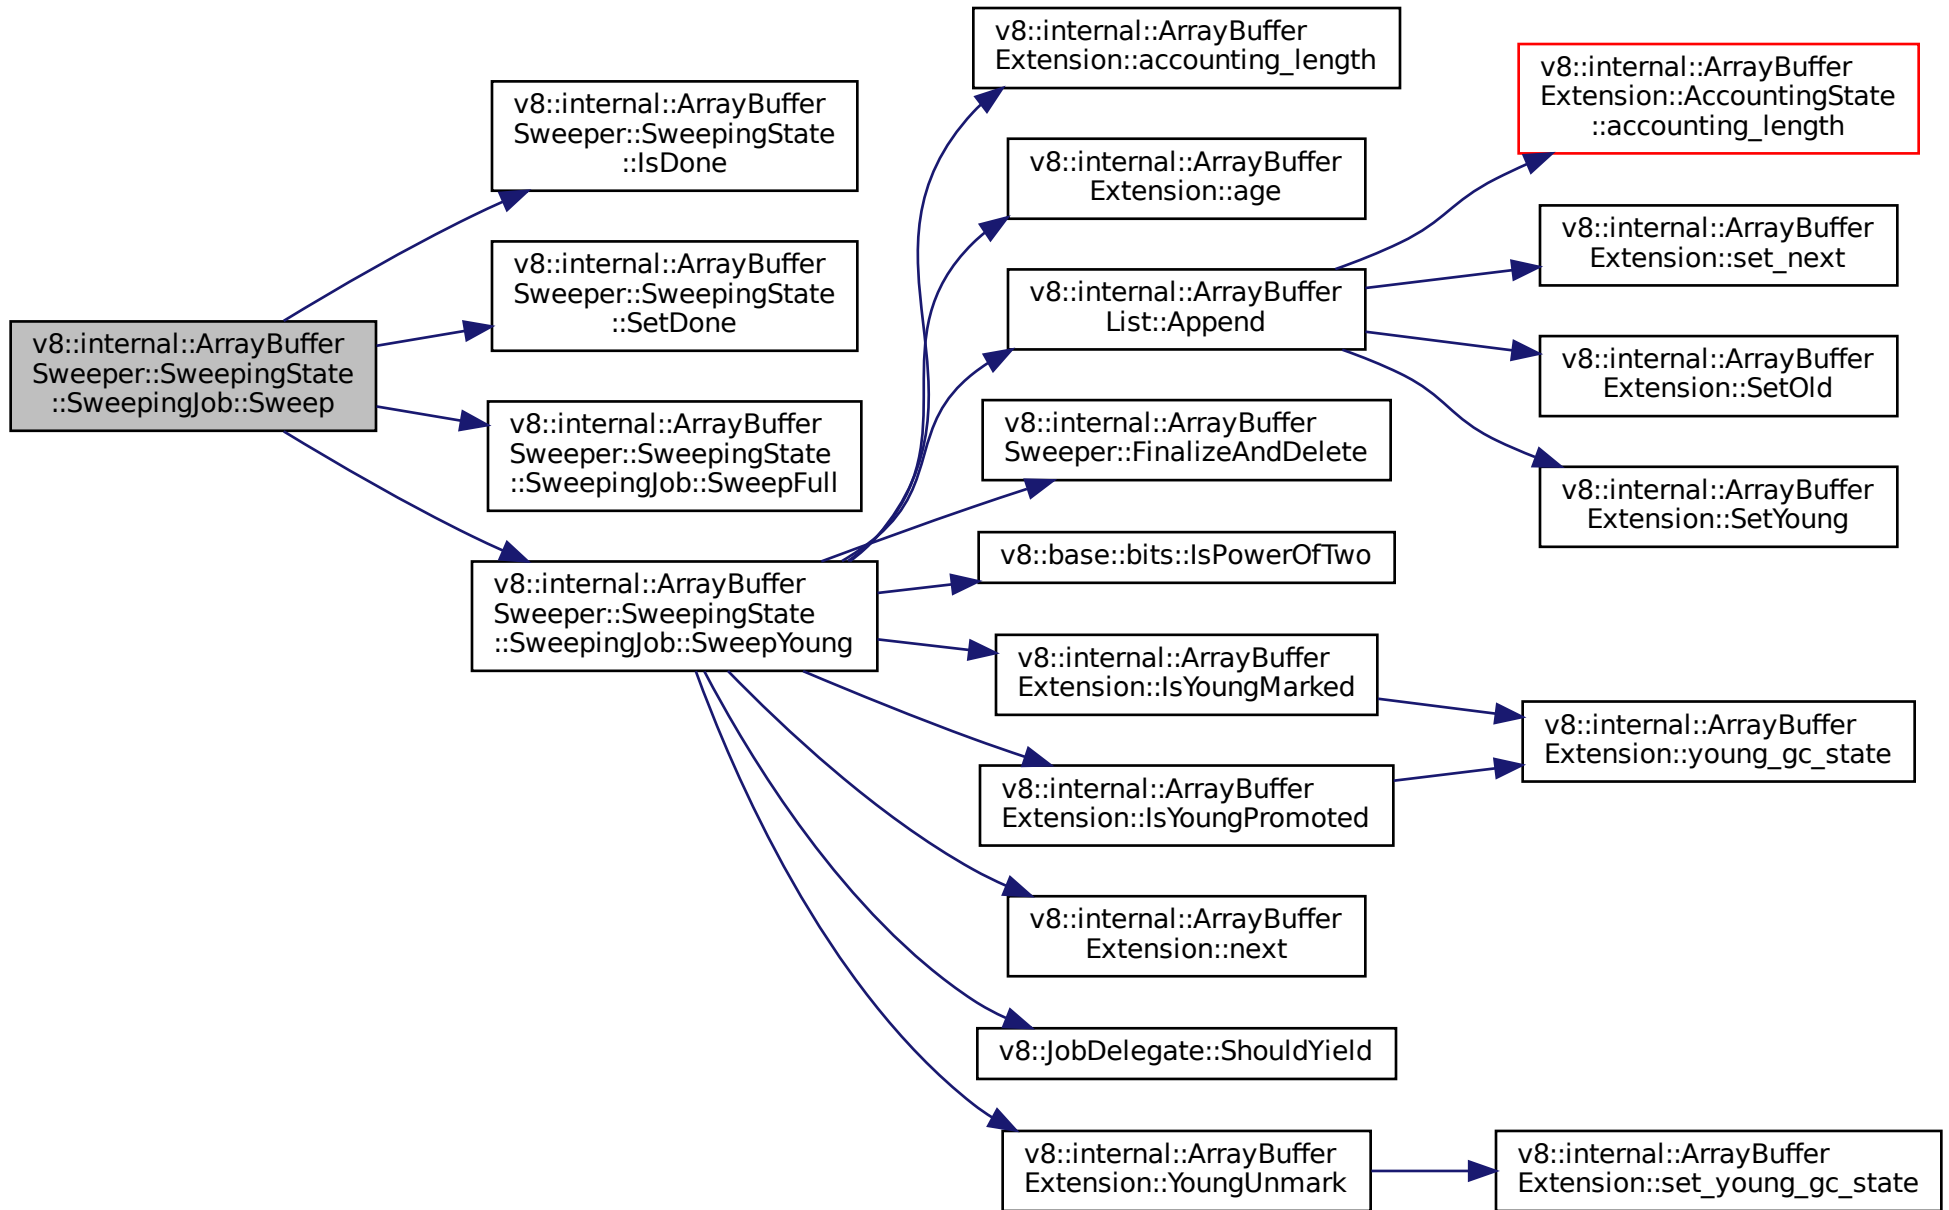 v8::internal::ArrayBuffer
Sweeper::SweepingState
::SweepingJob::Sweep
v8::internal::ArrayBuffer
Sweeper::SweepingState
::IsDone
v8::internal::ArrayBuffer
Sweeper::SweepingState
::SetDone
v8::internal::ArrayBuffer
Sweeper::SweepingState
::SweepingJob::SweepFull
v8::internal::ArrayBuffer
Sweeper::SweepingState
::SweepingJob::SweepYoung
v8::internal::ArrayBuffer
Extension::accounting_length
v8::internal::ArrayBuffer
Extension::age
v8::internal::ArrayBuffer
List::Append
v8::internal::ArrayBuffer
Sweeper::FinalizeAndDelete
v8::base::bits::IsPowerOfTwo
v8::internal::ArrayBuffer
Extension::IsYoungMarked
v8::internal::ArrayBuffer
Extension::IsYoungPromoted
v8::internal::ArrayBuffer
Extension::next
v8::JobDelegate::ShouldYield
v8::internal::ArrayBuffer
Extension::YoungUnmark
v8::internal::ArrayBuffer
Extension::AccountingState
::accounting_length
v8::internal::ArrayBuffer
Extension::set_next
v8::internal::ArrayBuffer
Extension::SetOld
v8::internal::ArrayBuffer
Extension::SetYoung
v8::internal::ArrayBuffer
Extension::young_gc_state
v8::internal::ArrayBuffer
Extension::set_young_gc_state